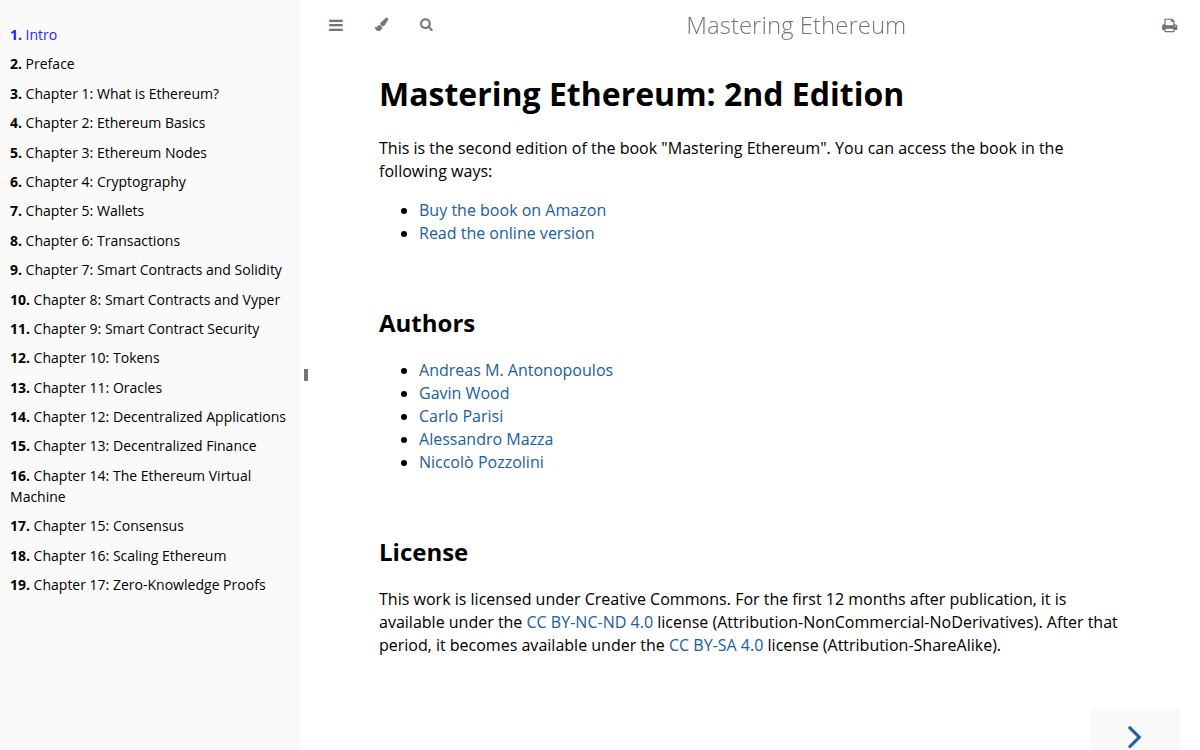 1. Intro
2. Preface
3. Chapter 1: What is Ethereum?
4. Chapter 2: Ethereum Basics
5. Chapter 3: Ethereum Nodes
6. Chapter 4: Cryptography
7. Chapter 5: Wallets
8. Chapter 6: Transactions
9. Chapter 7: Smart Contracts and Solidity
10. Chapter 8: Smart Contracts and Vyper
11. Chapter 9: Smart Contract Security
12. Chapter 10: Tokens
13. Chapter 11: Oracles
14. Chapter 12: Decentralized Applications
15. Chapter 13: Decentralized Finance
16. Chapter 14: The Ethereum Virtual
Machine
17. Chapter 15: Consensus
18. Chapter 16: Scaling Ethereum
19. Chapter 17: Zero-Knowledge Proofs
Mastering Ethereum
Mastering Ethereum: 2nd Edition
This is the second edition of the book "Mastering Ethereum". You can access the book in the
following ways:
• Buy the book on Amazon
• Read the online version
Authors
• Andreas M. Antonopoulos
• Gavin Wood
• Carlo Parisi
• Alessandro Mazza
• Niccolò Pozzolini
License
This work is licensed under Creative Commons. For the first 12 months after publication, it is
available under the CC BY-NC-ND 4.0 license (Attribution-NonCommercial-NoDerivatives). After that
period, it becomes available under the CC BY-SA 4.0 license (Attribution-ShareAlike).